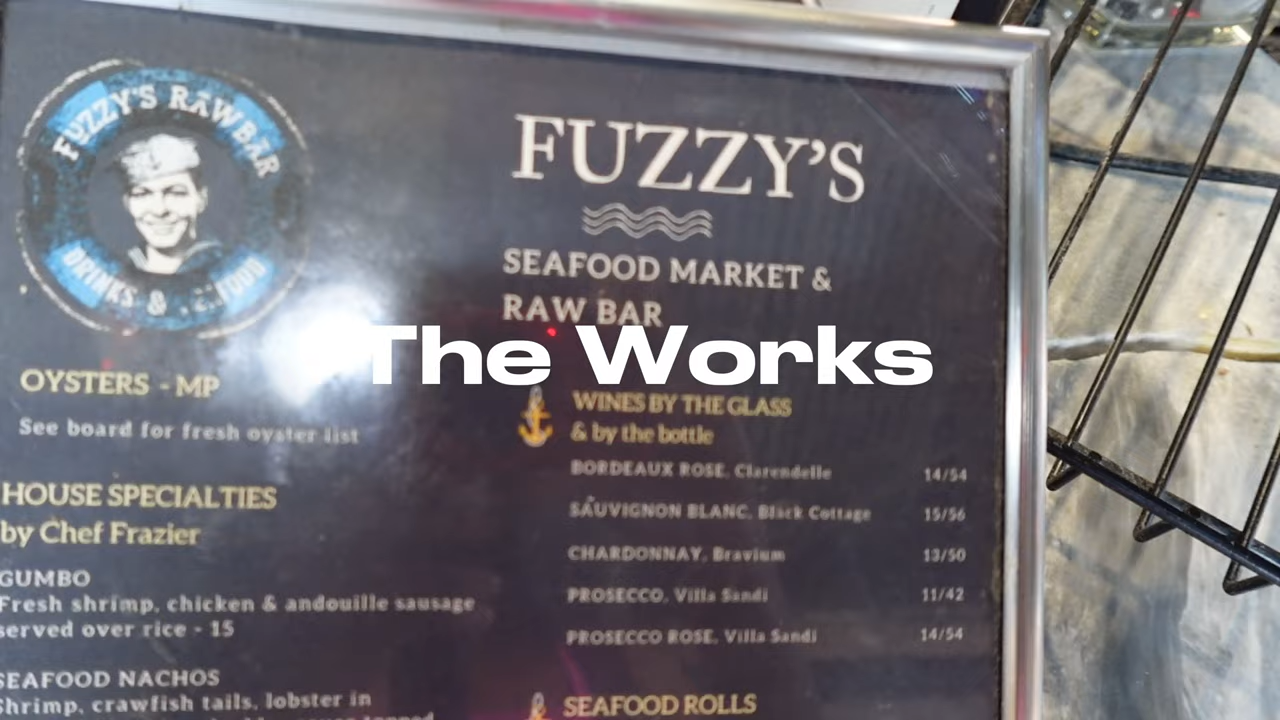 FUZZY'S RAW BAR
DRINKS &
FUZZY'S
SEAFOOD MARKET &
RAW BAR
The Works
OYSTERS - MP
See board for fresh oyster list
HOUSE SPECIALTIES
by Chef Frazier
GUMBO
Fresh shrimp, chicken & andouille sausage
served over rice - 15
SEAFOOD NACHOS
Shrimp, crawfish tails, lobster in
WINES BY THE GLASS
& by the bottle
BORDEAUX ROSE, Clarendelle 14/54
SAUVIGNON BLANC, Black Cottage 15/56
CHARDONNAY, Bravium 13/50
PROSECCO, Villa Sandi 11/42
PROSECCO ROSE, Villa Sandi 14/54
SEAFOOD ROLLS